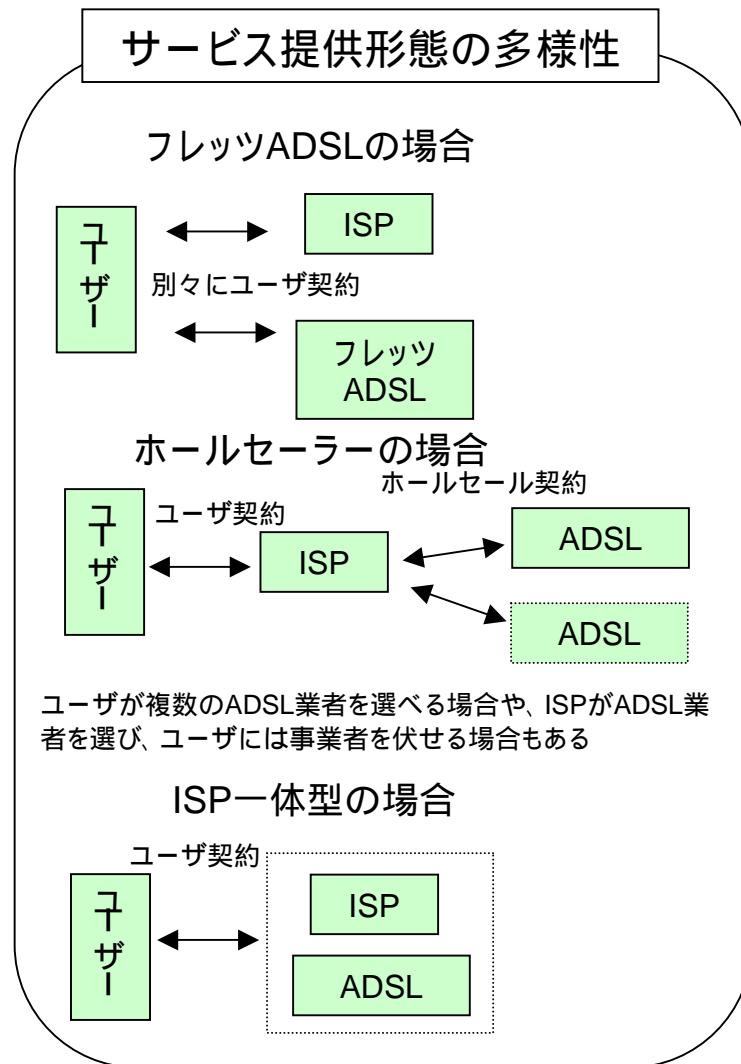 サービス提供形態の多様性
フレッツADSLの場合
ユーザー
ISP
別々にユーザ契約
フレッツ
ADSL
ホールセーラーの場合
ホールセール契約
ユーザー
ユーザ契約
ISP
ADSL
ADSL
ユーザが複数のADSL業者を選べる場合や、ISPがADSL業
者を選び、ユーザには事業者を伏せる場合もある
ISP一体型の場合
ユーザ契約
ユーザー
ISP
ADSL